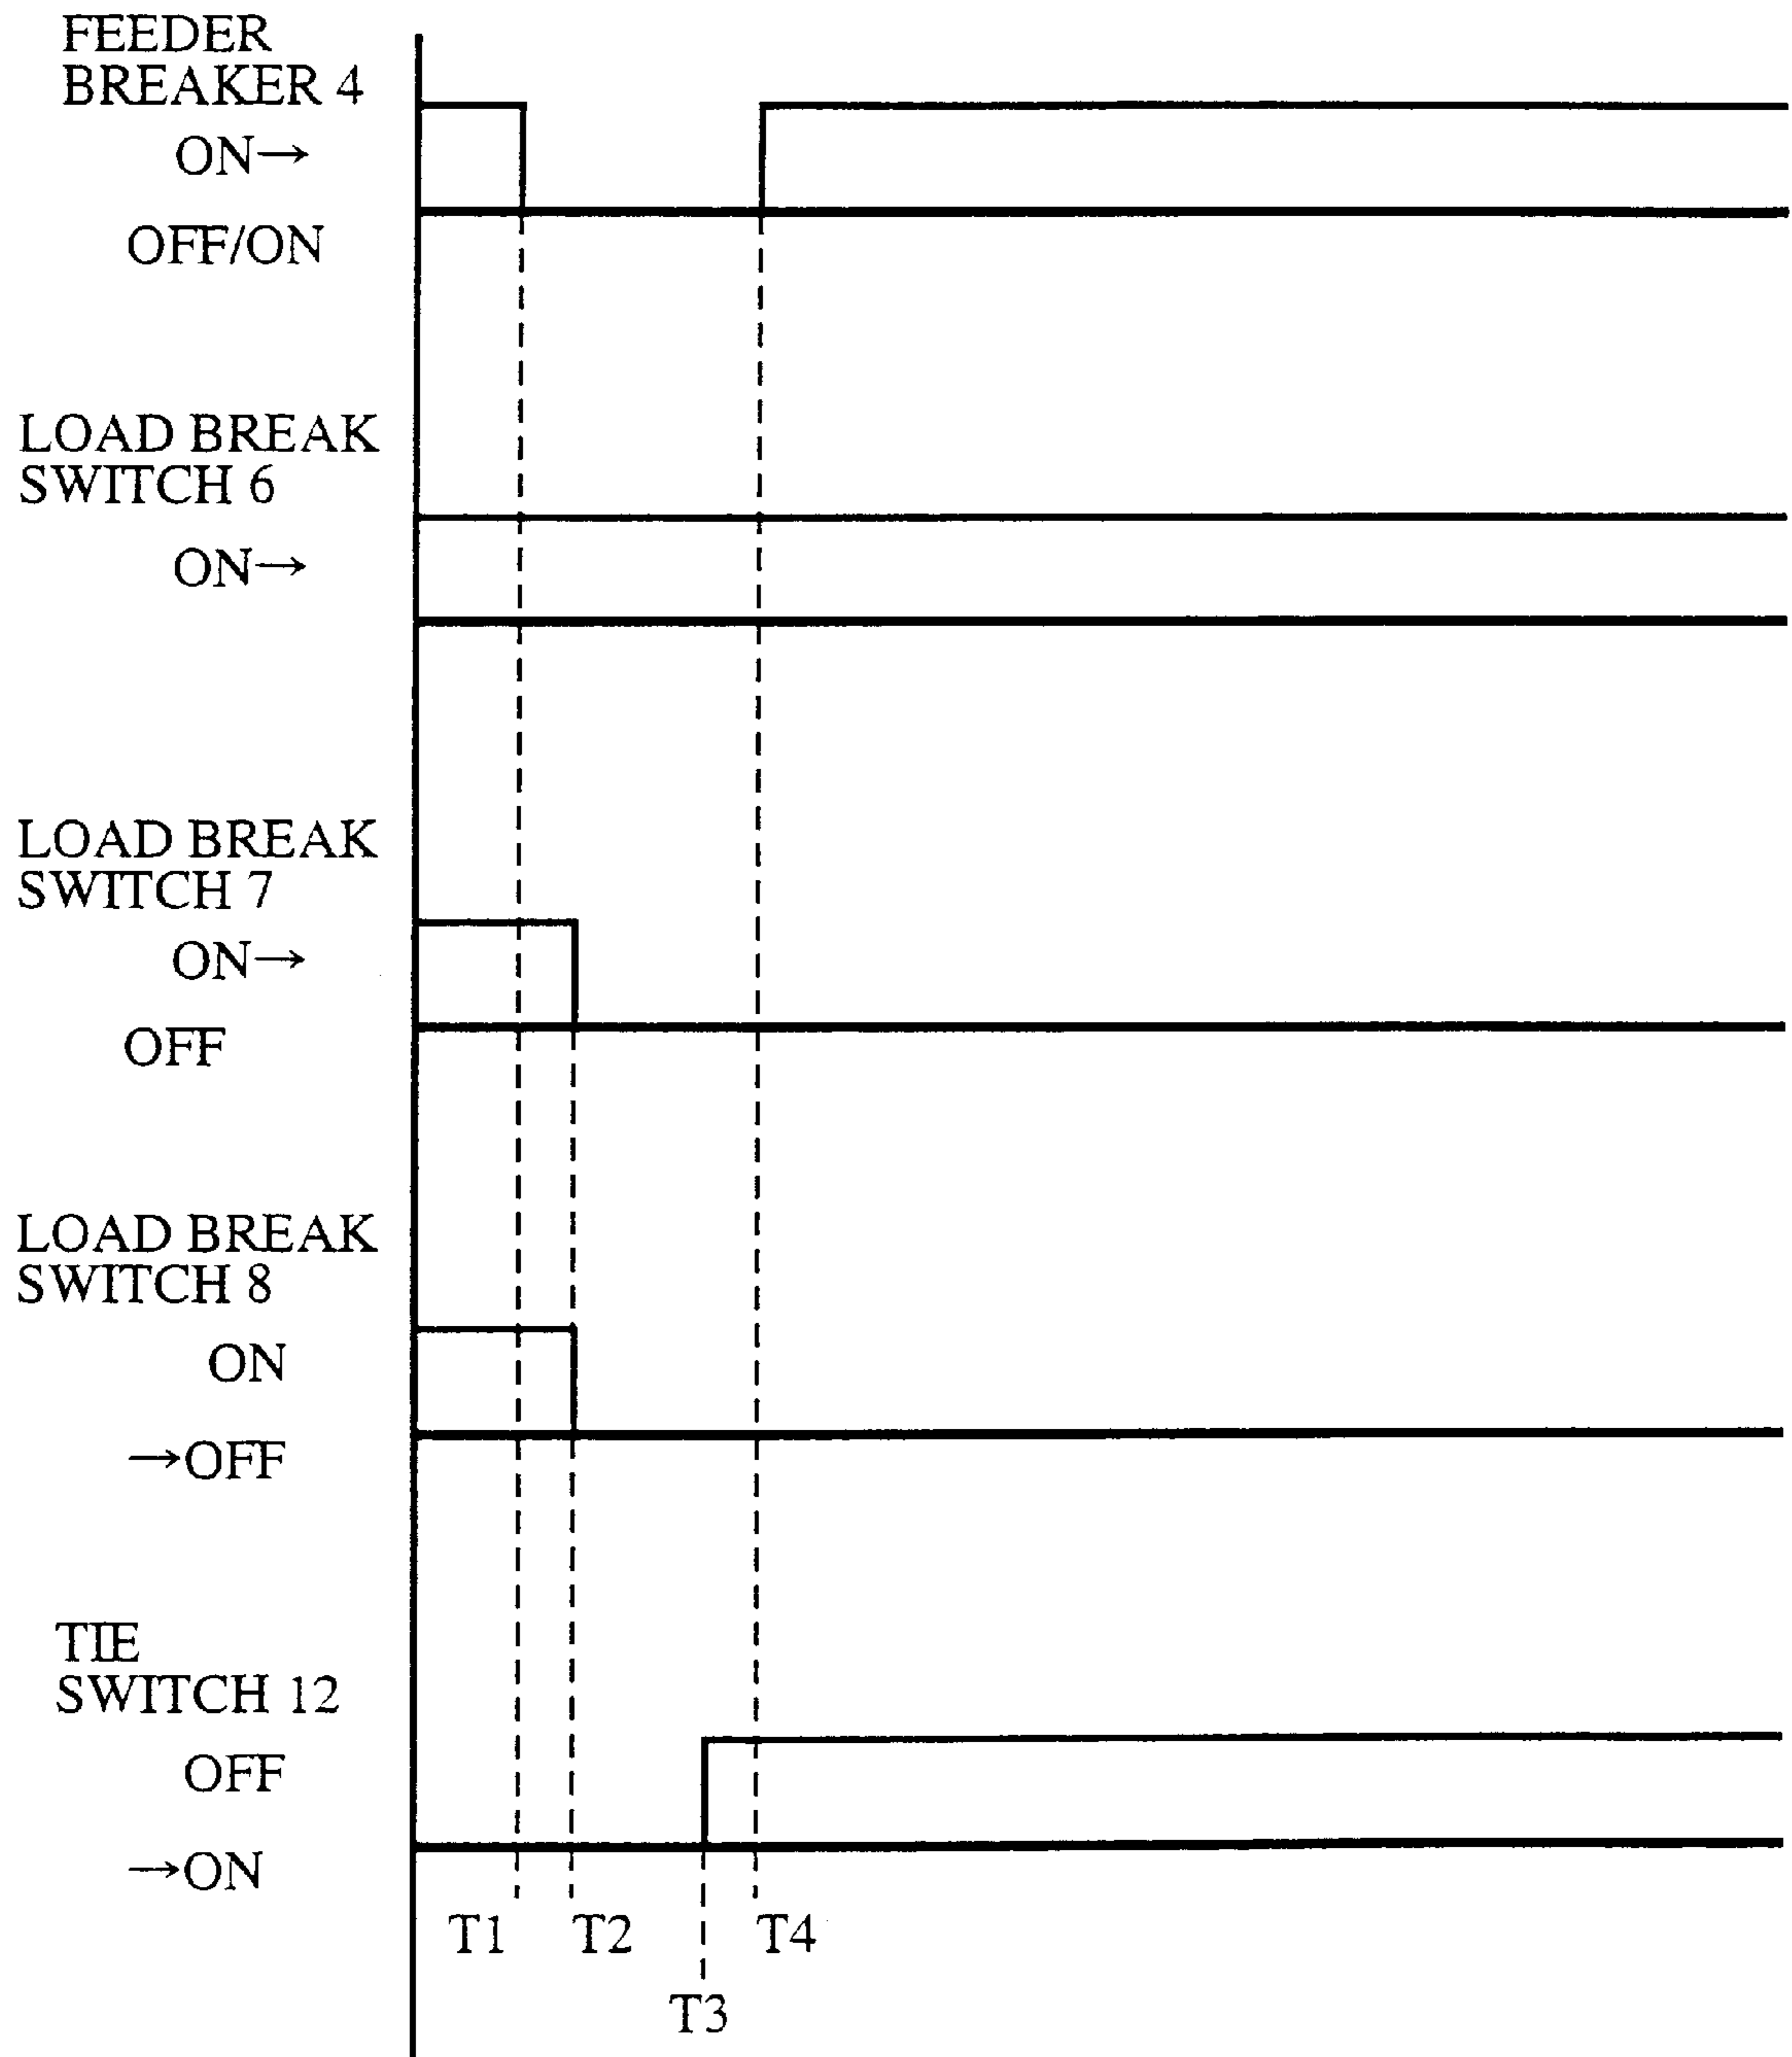 FEEDER
BREAKER 4
ON→
OFF/ON
LOAD BREAK
SWITCH 6
ON→
LOAD BREAK
SWITCH 7
ON→
OFF
LOAD BREAK
SWITCH 8
ON
→OFF
TIE
SWITCH 12
OFF
→ON
T1 T2 T4
T3